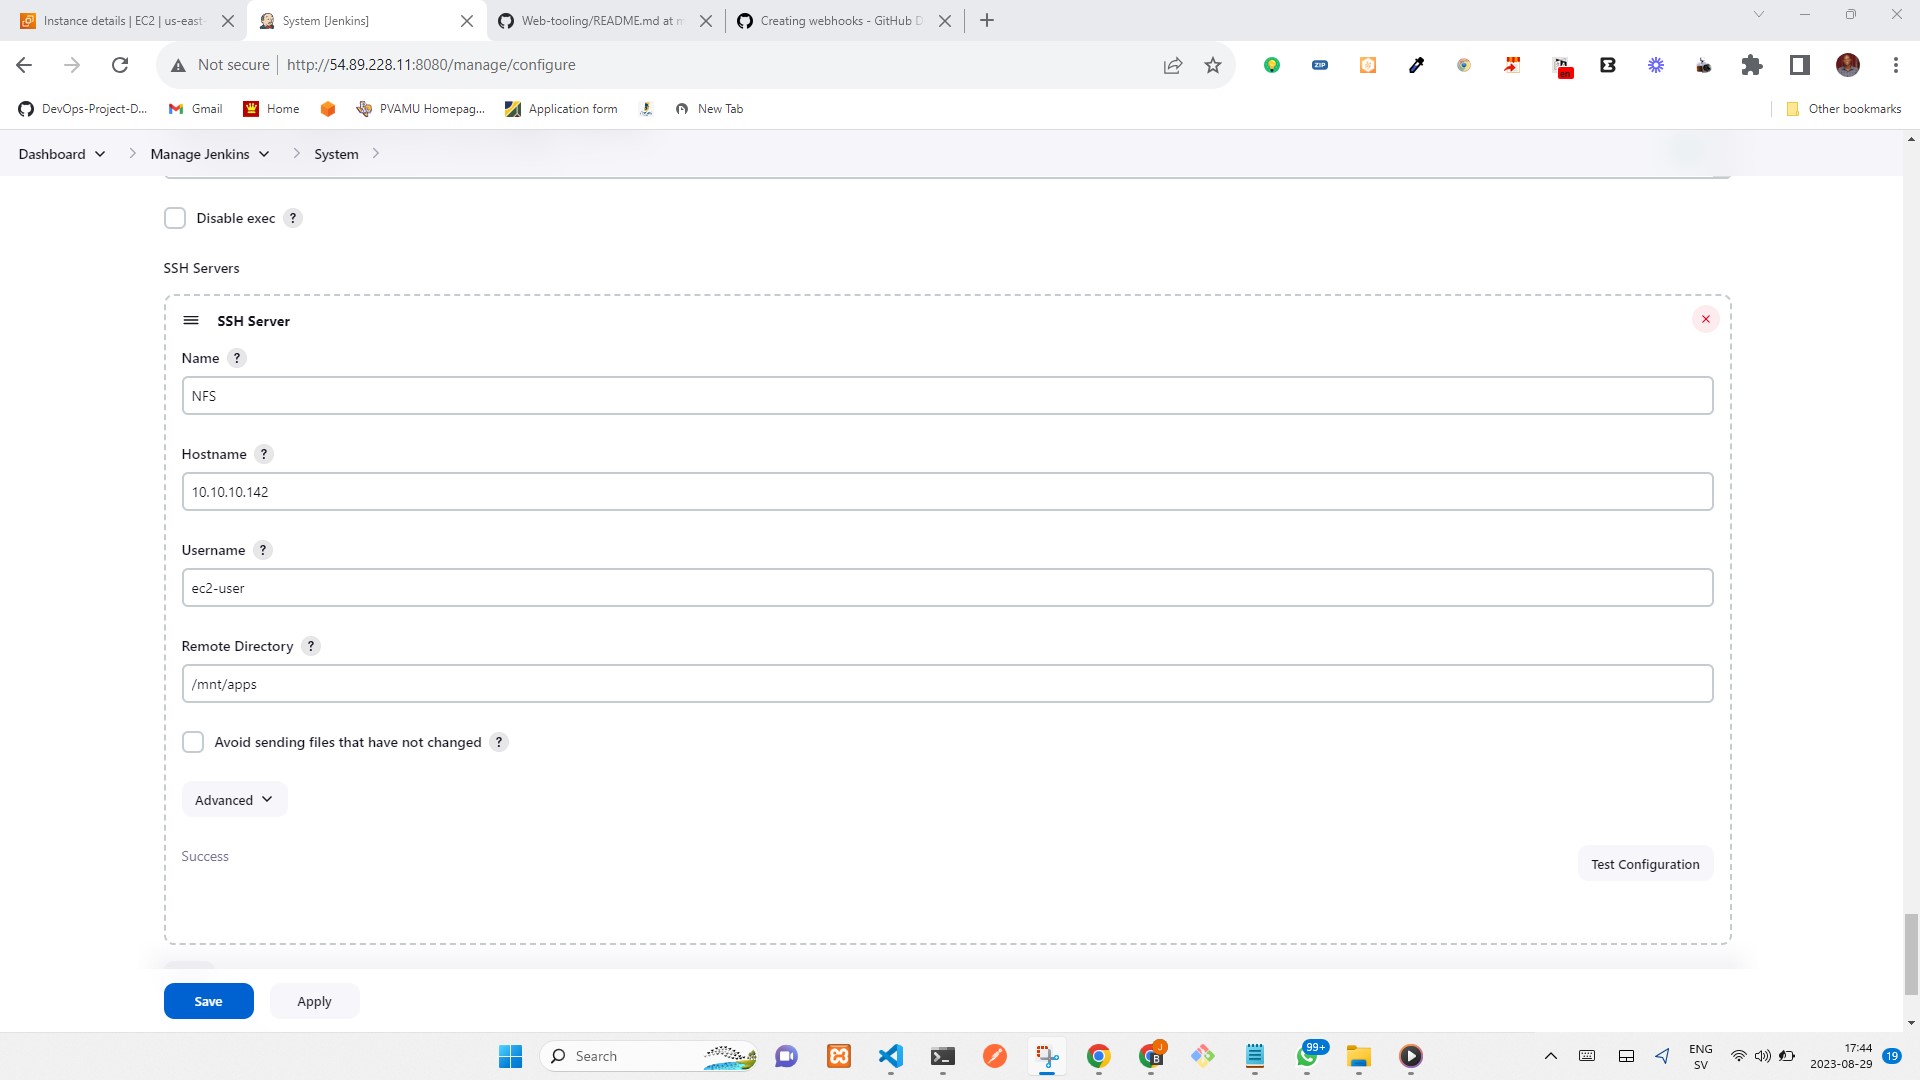 Instance details | EC2 | us-east-
System [Jenkins]
Web-tooling/README.md at m
Creating webhooks - GitHub D
Not secure
http://54.89.228.11:8080/manage/configure
ZIP
en
DevOps-Project-D...
Gmail
Home
PVAMU Homepag...
Application form
New Tab
Other bookmarks
Dashboard
Manage Jenkins
System
Disable exec ?
SSH Servers
SSH Server
Name ?
NFS
Hostname ?
10.10.10.142
Username ?
ec2-user
Remote Directory ?
/mnt/apps
Avoid sending files that have not changed ?
Advanced
Success
Test Configuration
Save
Apply
Search
J
B
99+
ENG
SV
17:44
2023-08-29
19